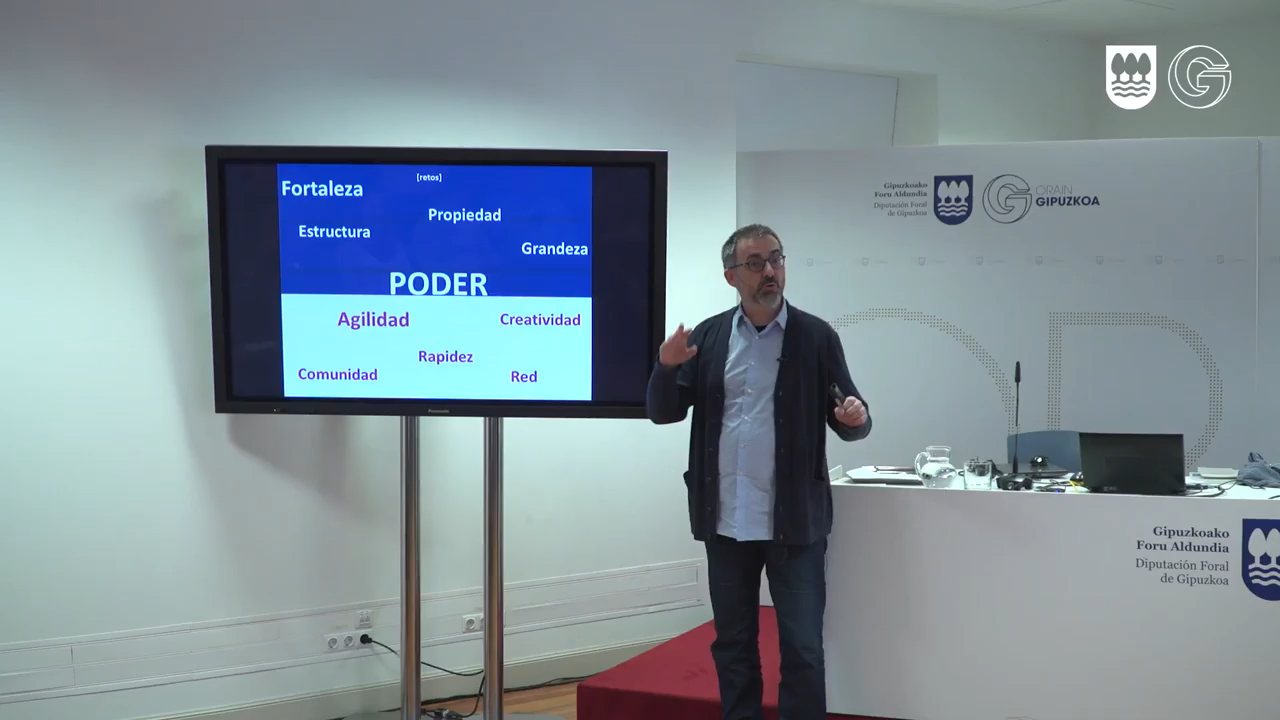 [retos]
Fortaleza
Propiedad
Estructura
Grandeza
PODER
Agilidad
Creatividad
Rapidez
Comunidad
Red
Panasonic
Gipuzkoako
Foru Aldundia
Diputación Foral
de Gipuzkoa
ORAIN
GIPUZKOA
Gipuzkoako
Foru Aldundia
Diputación Foral
de Gipuzkoa